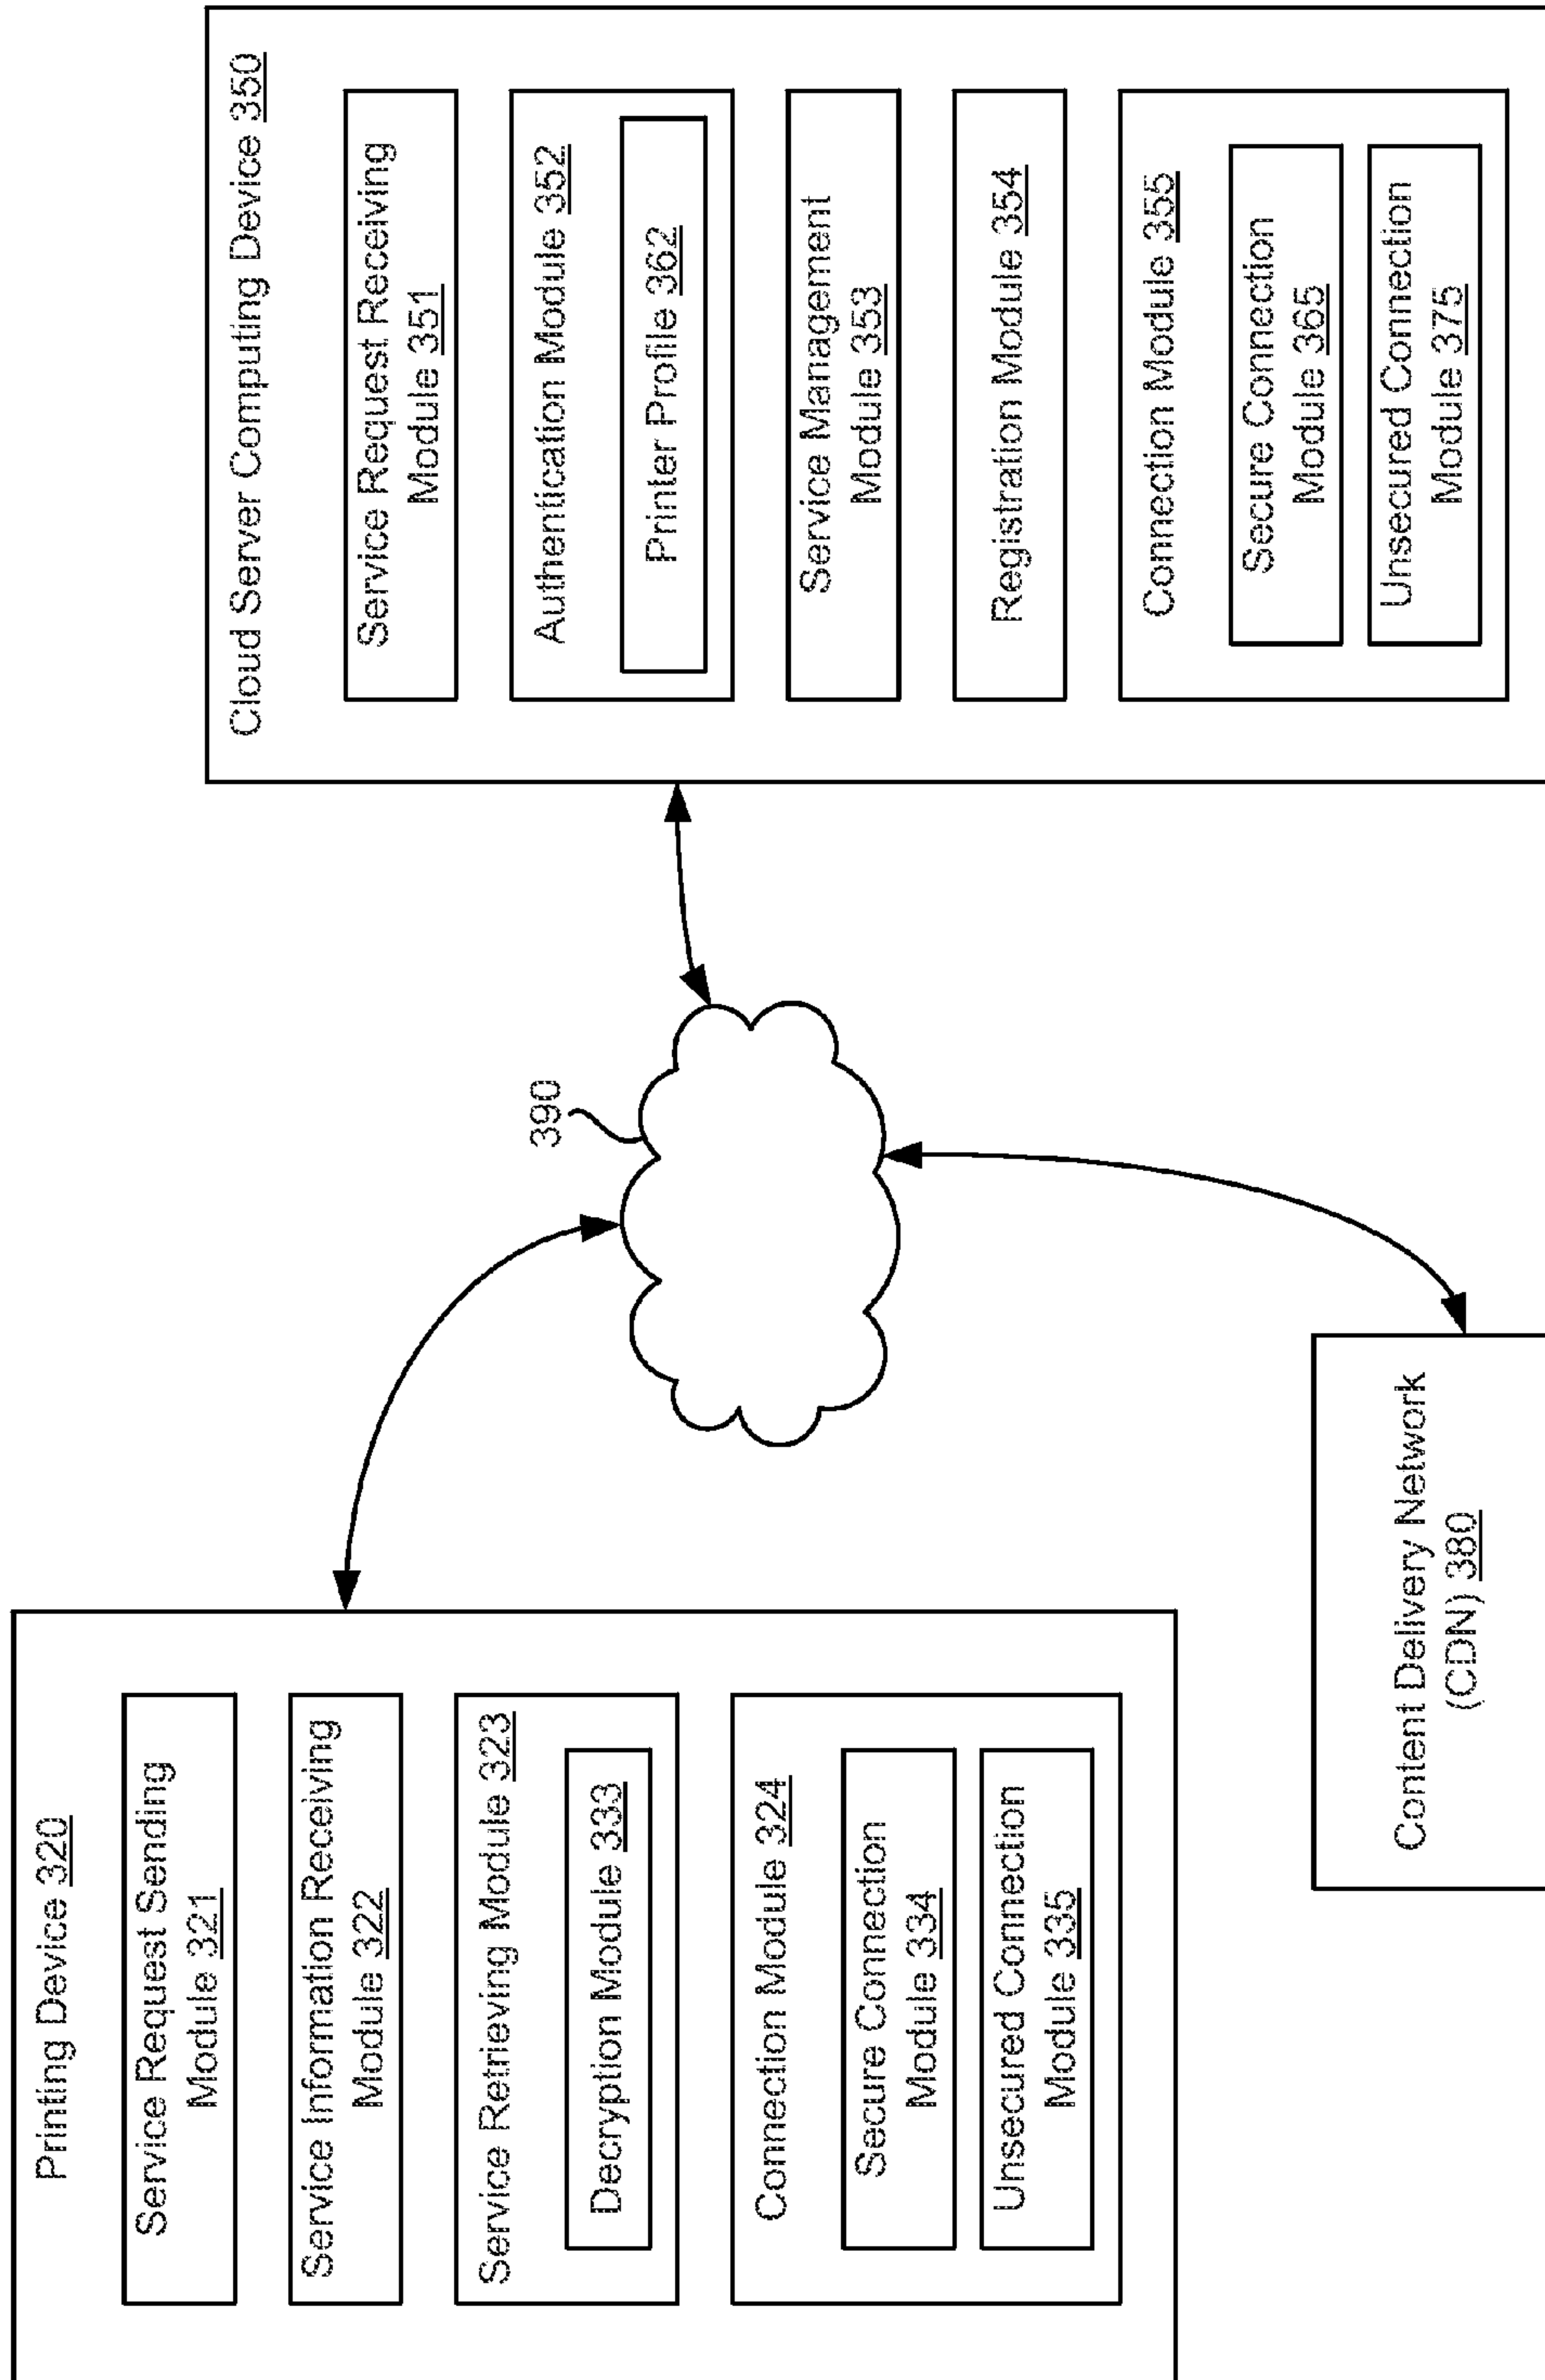 Printing Device 320
Service Request Sending
Module 321
Service Information Receiving
Module 322
Service Retrieving Module 323
Decryption Module 333
Connection Module 324
Secure Connection
Module 334
Unsecured Connection
Module 335
390
Content Delivery Network
(CDN) 380
Cloud Server Computing Device 350
Service Request Receiving
Module 351
Authentication Module 352
Printer Profile 362
Service Management
Module 353
Registration Module 354
Connection Module 355
Secure Connection
Module 365
Unsecured Connection
Module 375